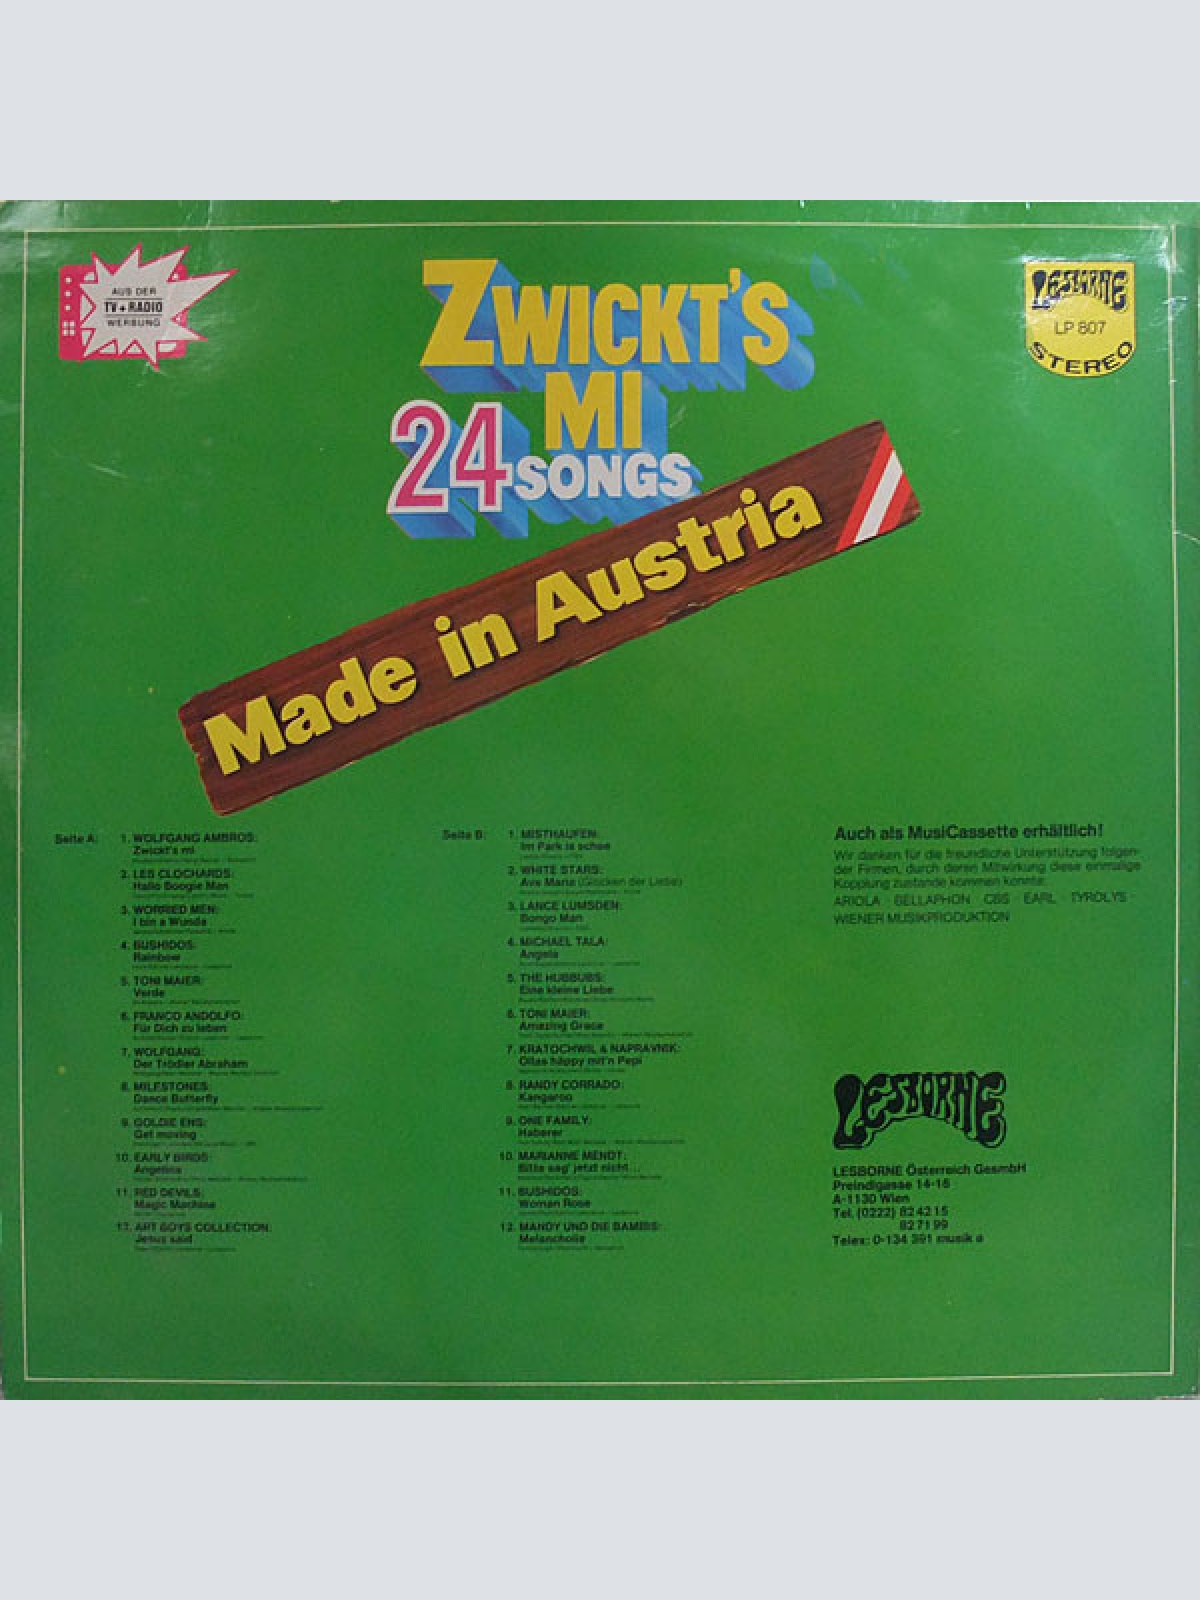 AUS DER
TV + RADIO
WERBUNG
ZWICKT'S
MI
24 SONGS
Made in Austria
LESBORNE
LP 807
STEREO
Seite A:
1. WOLFGANG AMBROS:
Zwickt's mi
2. LES CLOCHARDS:
Hallo Boogie Man
3. WORRIED MEN:
I bin a Wunda
4. BUSHIDOS:
Rainbow
5. TONI MAIER:
Verde
6. FRANCO ANDOLFO:
Für Dich zu leben
7. WOLFGANG:
Der Trödler Abraham
8. MILESTONES:
Dance Butterfly
9. GOLDIE ENS:
Get moving
10. EARLY BIRDS:
Angelina
11. RED DEVILS:
Magic Machine
12. ART BOYS COLLECTION:
Jesus said
Seite B:
1. MISTHAUFEN:
Im Park is schee
2. WHITE STARS:
Ave Maria (Glocken der Liebe)
3. LANCE LUMSDEN:
Bongo Man
4. MICHAEL TALA:
Angela
5. THE HUBBUBS:
Eine kleine Liebe
6. TONI MAIER:
Amazing Grace
7. KRATOCHWIL & NAPRAVNIK:
Ollas häppy mit'n Pepi
8. RANDY CORRADO:
Kangaroo
9. ONE FAMILY:
Haberer
10. MARIANNE MENDT:
Bitte sag' jetzt nicht...
11. BUSHIDOS:
Woman Rose
12. MANDY UND DIE BAMBIS:
Melancholie
Auch als MusiCassette erhältlich!
Wir danken für die freundliche Unterstützung folgen-
der Firmen, durch deren Mitwirkung diese einmalige
Kopplung zustande kommen konnte:
ARIOLA · BELLAPHON · CBS · EARL · TYROLYS ·
WIENER MUSIKPRODUKTION
LESBORNE
LESBORNE Österreich GesmbH
Preindlgasse 14-16
A-1130 Wien
Tel. (0222) 82 42 15
82 71 99
Telex: 0-134 391 musik a